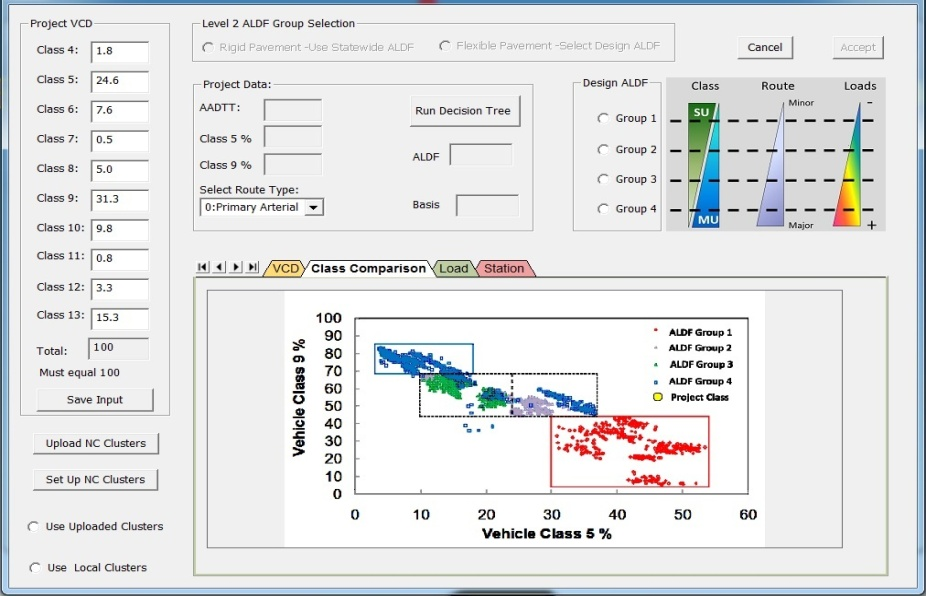 Project VCD
Class 4: 1.8
Class 5: 24.6
Class 6: 7.6
Class 7: 0.5
Class 8: 5.0
Class 9: 31.3
Class 10: 9.8
Class 11: 0.8
Class 12: 3.3
Class 13: 15.3
Total: 100
Must equal 100
Save Input
Upload NC Clusters
Set Up NC Clusters
Use Uploaded Clusters
Use Local Clusters
Level 2 ALDF Group Selection
Rigid Pavement -Use Statewide ALDF
Flexible Pavement -Select Design ALDF
Cancel
Accept
Project Data:
AADTT:
Class 5 %
Class 9 %
Select Route Type:
0:Primary Arterial
Run Decision Tree
ALDF
Basis
Design ALDF
Group 1
Group 2
Group 3
Group 4
Class Route Loads
SU
MU
Minor
Major
-
+
VCD Class Comparison Load Station
Vehicle Class 9 %
100
90
80
70
60
50
40
30
20
10
0
0 10 20 30 40 50 60
Vehicle Class 5 %
ALDF Group 1
ALDF Group 2
ALDF Group 3
ALDF Group 4
Project Class